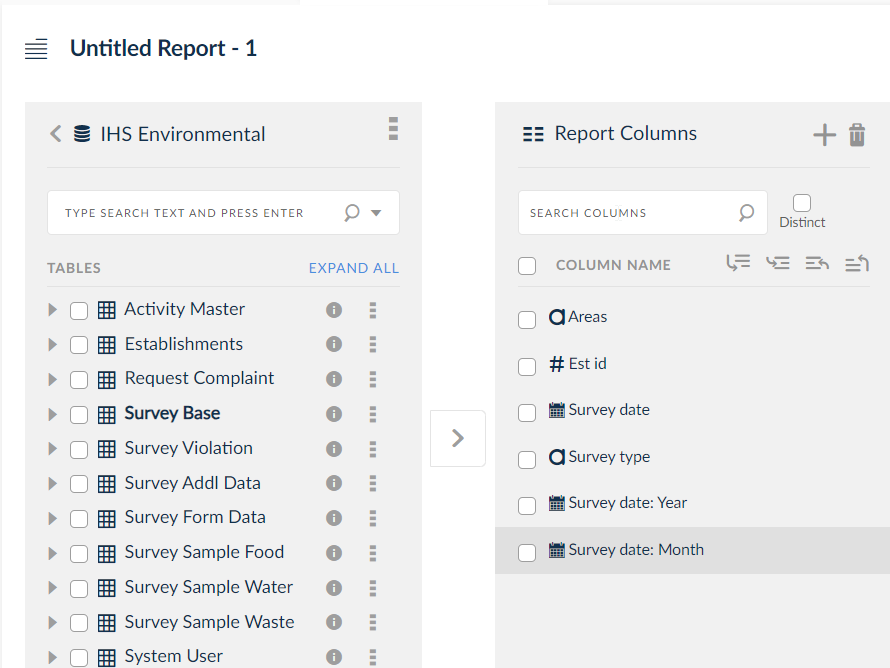 Untitled Report - 1
IHS Environmental
TYPE SEARCH TEXT AND PRESS ENTER
TABLES EXPAND ALL
Activity Master
Establishments
Request Complaint
Survey Base
Survey Violation
Survey Addl Data
Survey Form Data
Survey Sample Food
Survey Sample Water
Survey Sample Waste
System User
Report Columns
SEARCH COLUMNS
Distinct
COLUMN NAME
Areas
# Est id
Survey date
Survey type
Survey date: Year
Survey date: Month